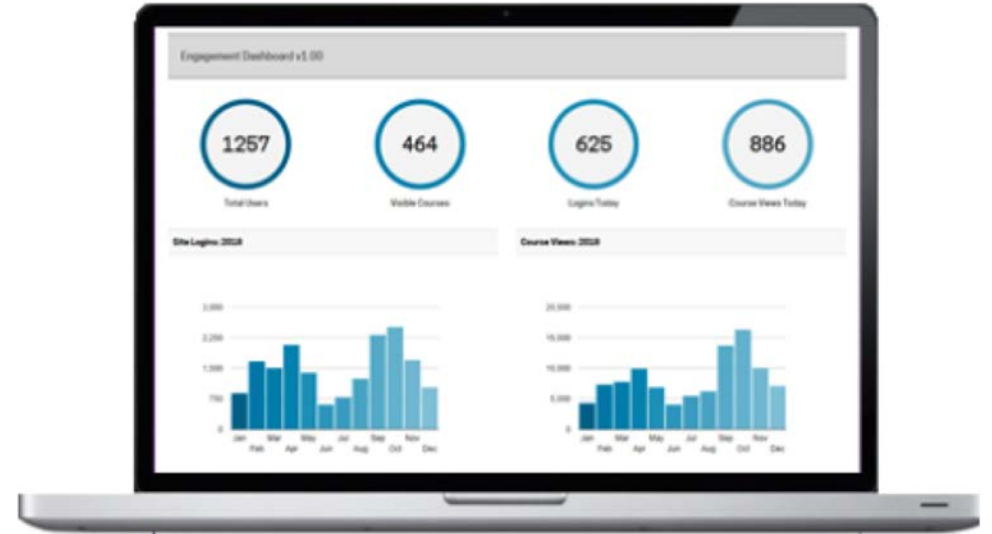 Engagement Dashboard v1.00
1257
464
625
886
Total Users
Visible Courses
Logins Today
Course Views Today
Site Logins: 2018
Course Views: 2018
3,000
2,250
1,500
750
0
Jan
Feb
Mar
Apr
May
Jun
Jul
Aug
Sep
Oct
Nov
Dec
20,000
15,000
10,000
5,000
0
Jan
Feb
Mar
Apr
May
Jun
Jul
Aug
Sep
Oct
Nov
Dec